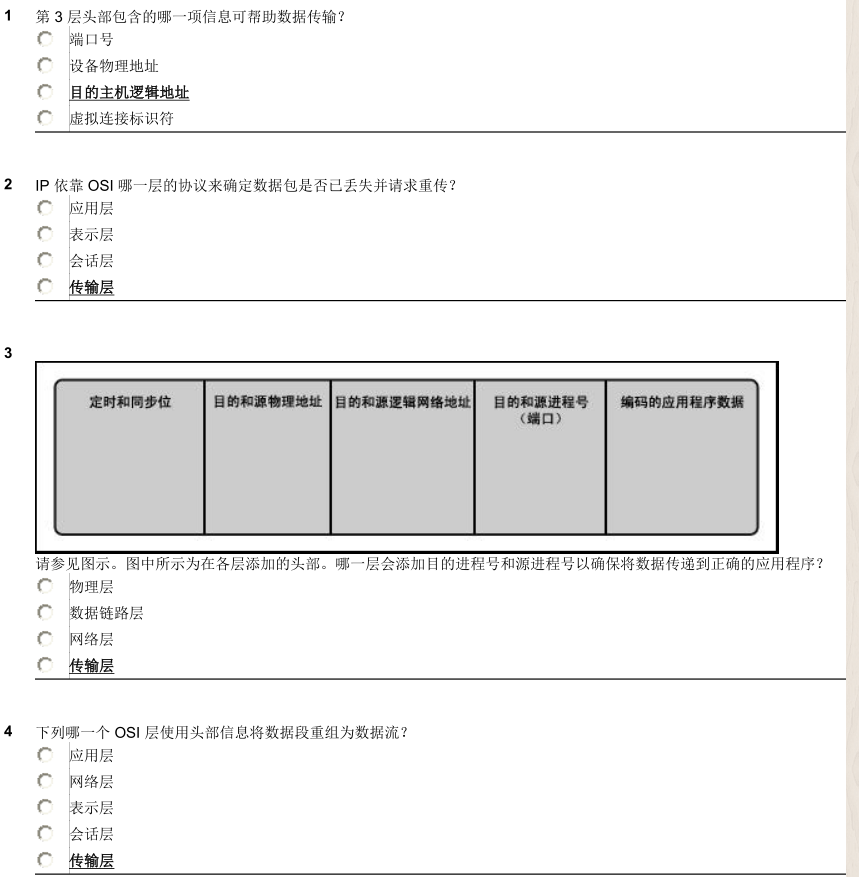 1 第 3 层头部包含的哪一项信息可帮助数据传输？
端口号
设备物理地址
目的主机逻辑地址
虚拟连接标识符
2 IP 依靠 OSI 哪一层的协议来确定数据包是否已丢失并请求重传？
应用层
表示层
会话层
传输层
3
定时和同步位 目的和源物理地址 目的和源逻辑网络地址 目的和源进程号 编码的应用程序数据
（端口）
请参见图示。图中所示为在各层添加的头部。哪一层会添加目的进程号和源进程号以确保将数据传递到正确的应用程序？
物理层
数据链路层
网络层
传输层
4 下列哪一个 OSI 层使用头部信息将数据段重组为数据流？
应用层
网络层
表示层
会话层
传输层